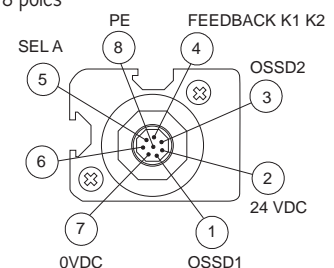 8 poles
PE FEEDBACK K1 K2
SEL A 8 4
OSSD2
5 3
6 2
24 VDC
7 1
0VDC OSSD1